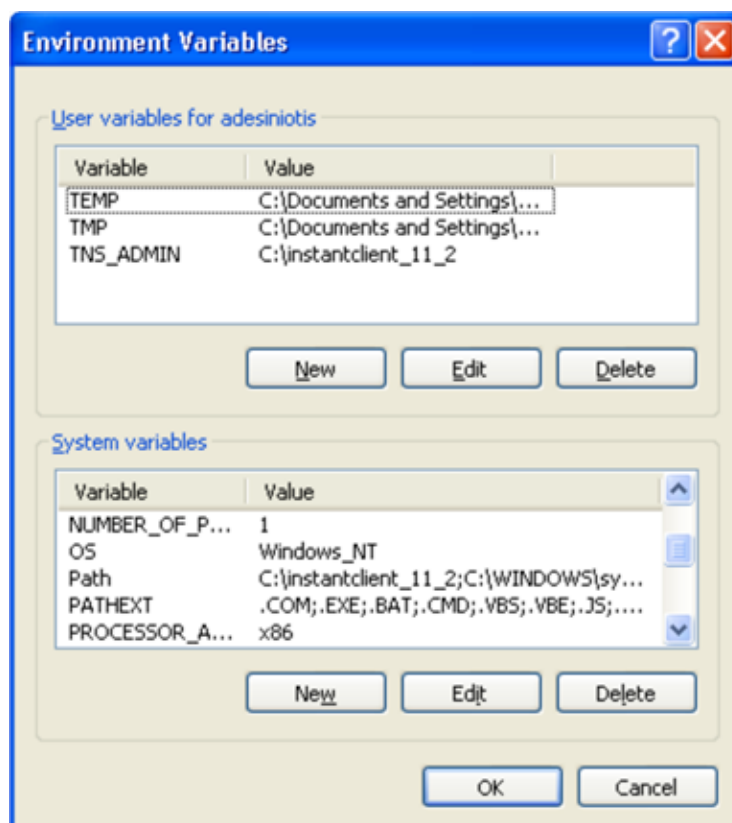 Environment Variables
User variables for adesiniotis
Variable Value
TEMP C:\Documents and Settings\...
TMP C:\Documents and Settings\...
TNS_ADMIN C:\instantclient_11_2
New Edit Delete
System variables
Variable Value
NUMBER_OF_P... 1
OS Windows_NT
Path C:\instantclient_11_2;C:\WINDOWS\sy...
PATHEXT .COM;.EXE;.BAT;.CMD;.VBS;.VBE;.JS;....
PROCESSOR_A... x86
New Edit Delete
OK Cancel